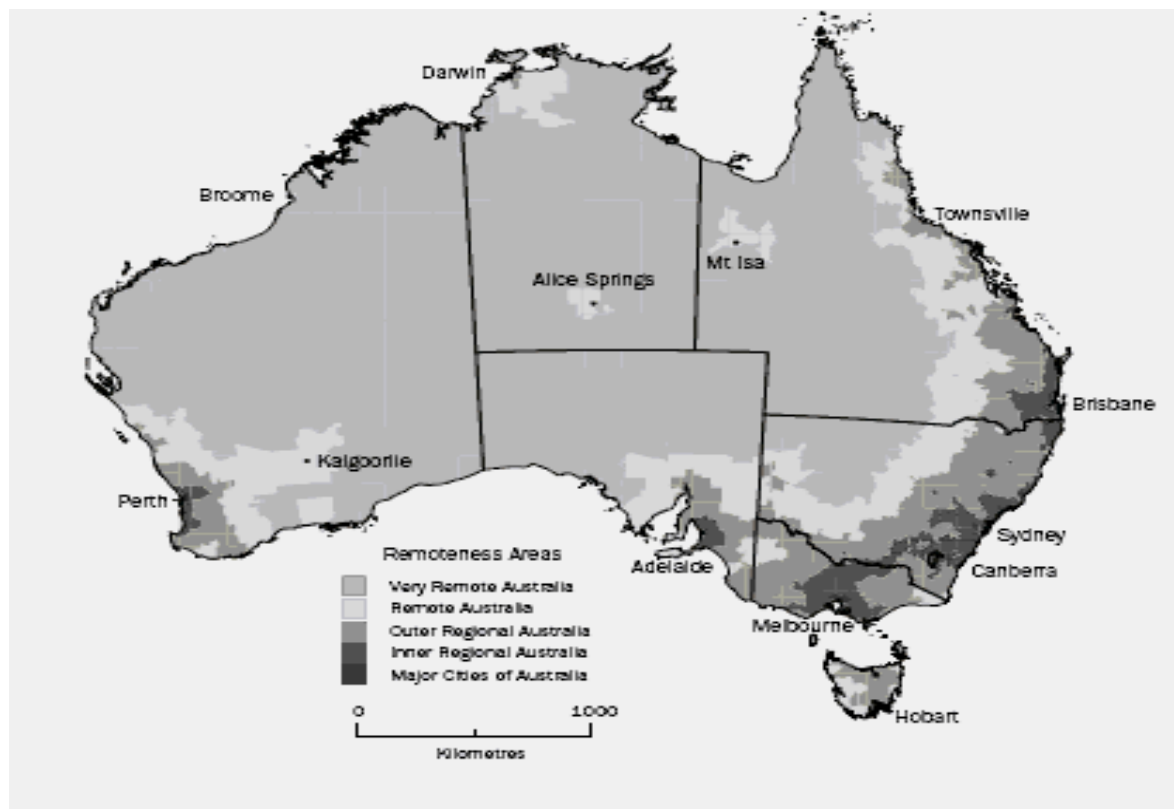 Darwin
Broome
Townsville
Mt Isa
Alice Springs
Brisbane
Kalgoorlie
Perth
Sydney
Adelaide
Canberra
Melbourne
Hobart
Remoteness Areas
Very Remote Australia
Remote Australia
Outer Regional Australia
Inner Regional Australia
Major Cities of Australia
0 1000
Kilometres